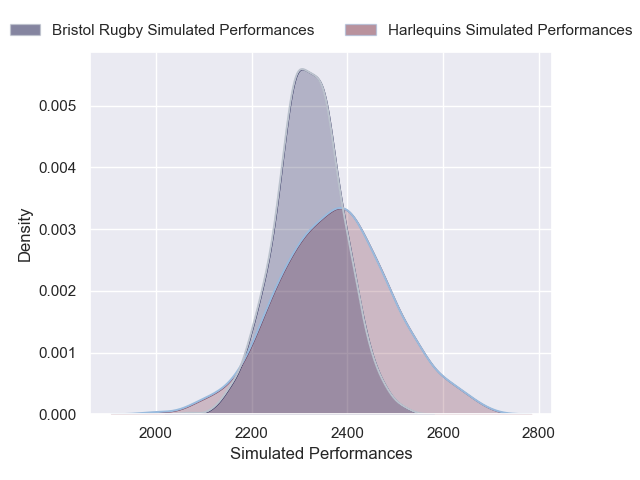 Bristol Rugby Simulated Performances Harlequins Simulated Performances
0.005
0.004
0.003
0.002
0.001
0.000
Density
2000 2200 2400 2600 2800
Simulated Performances